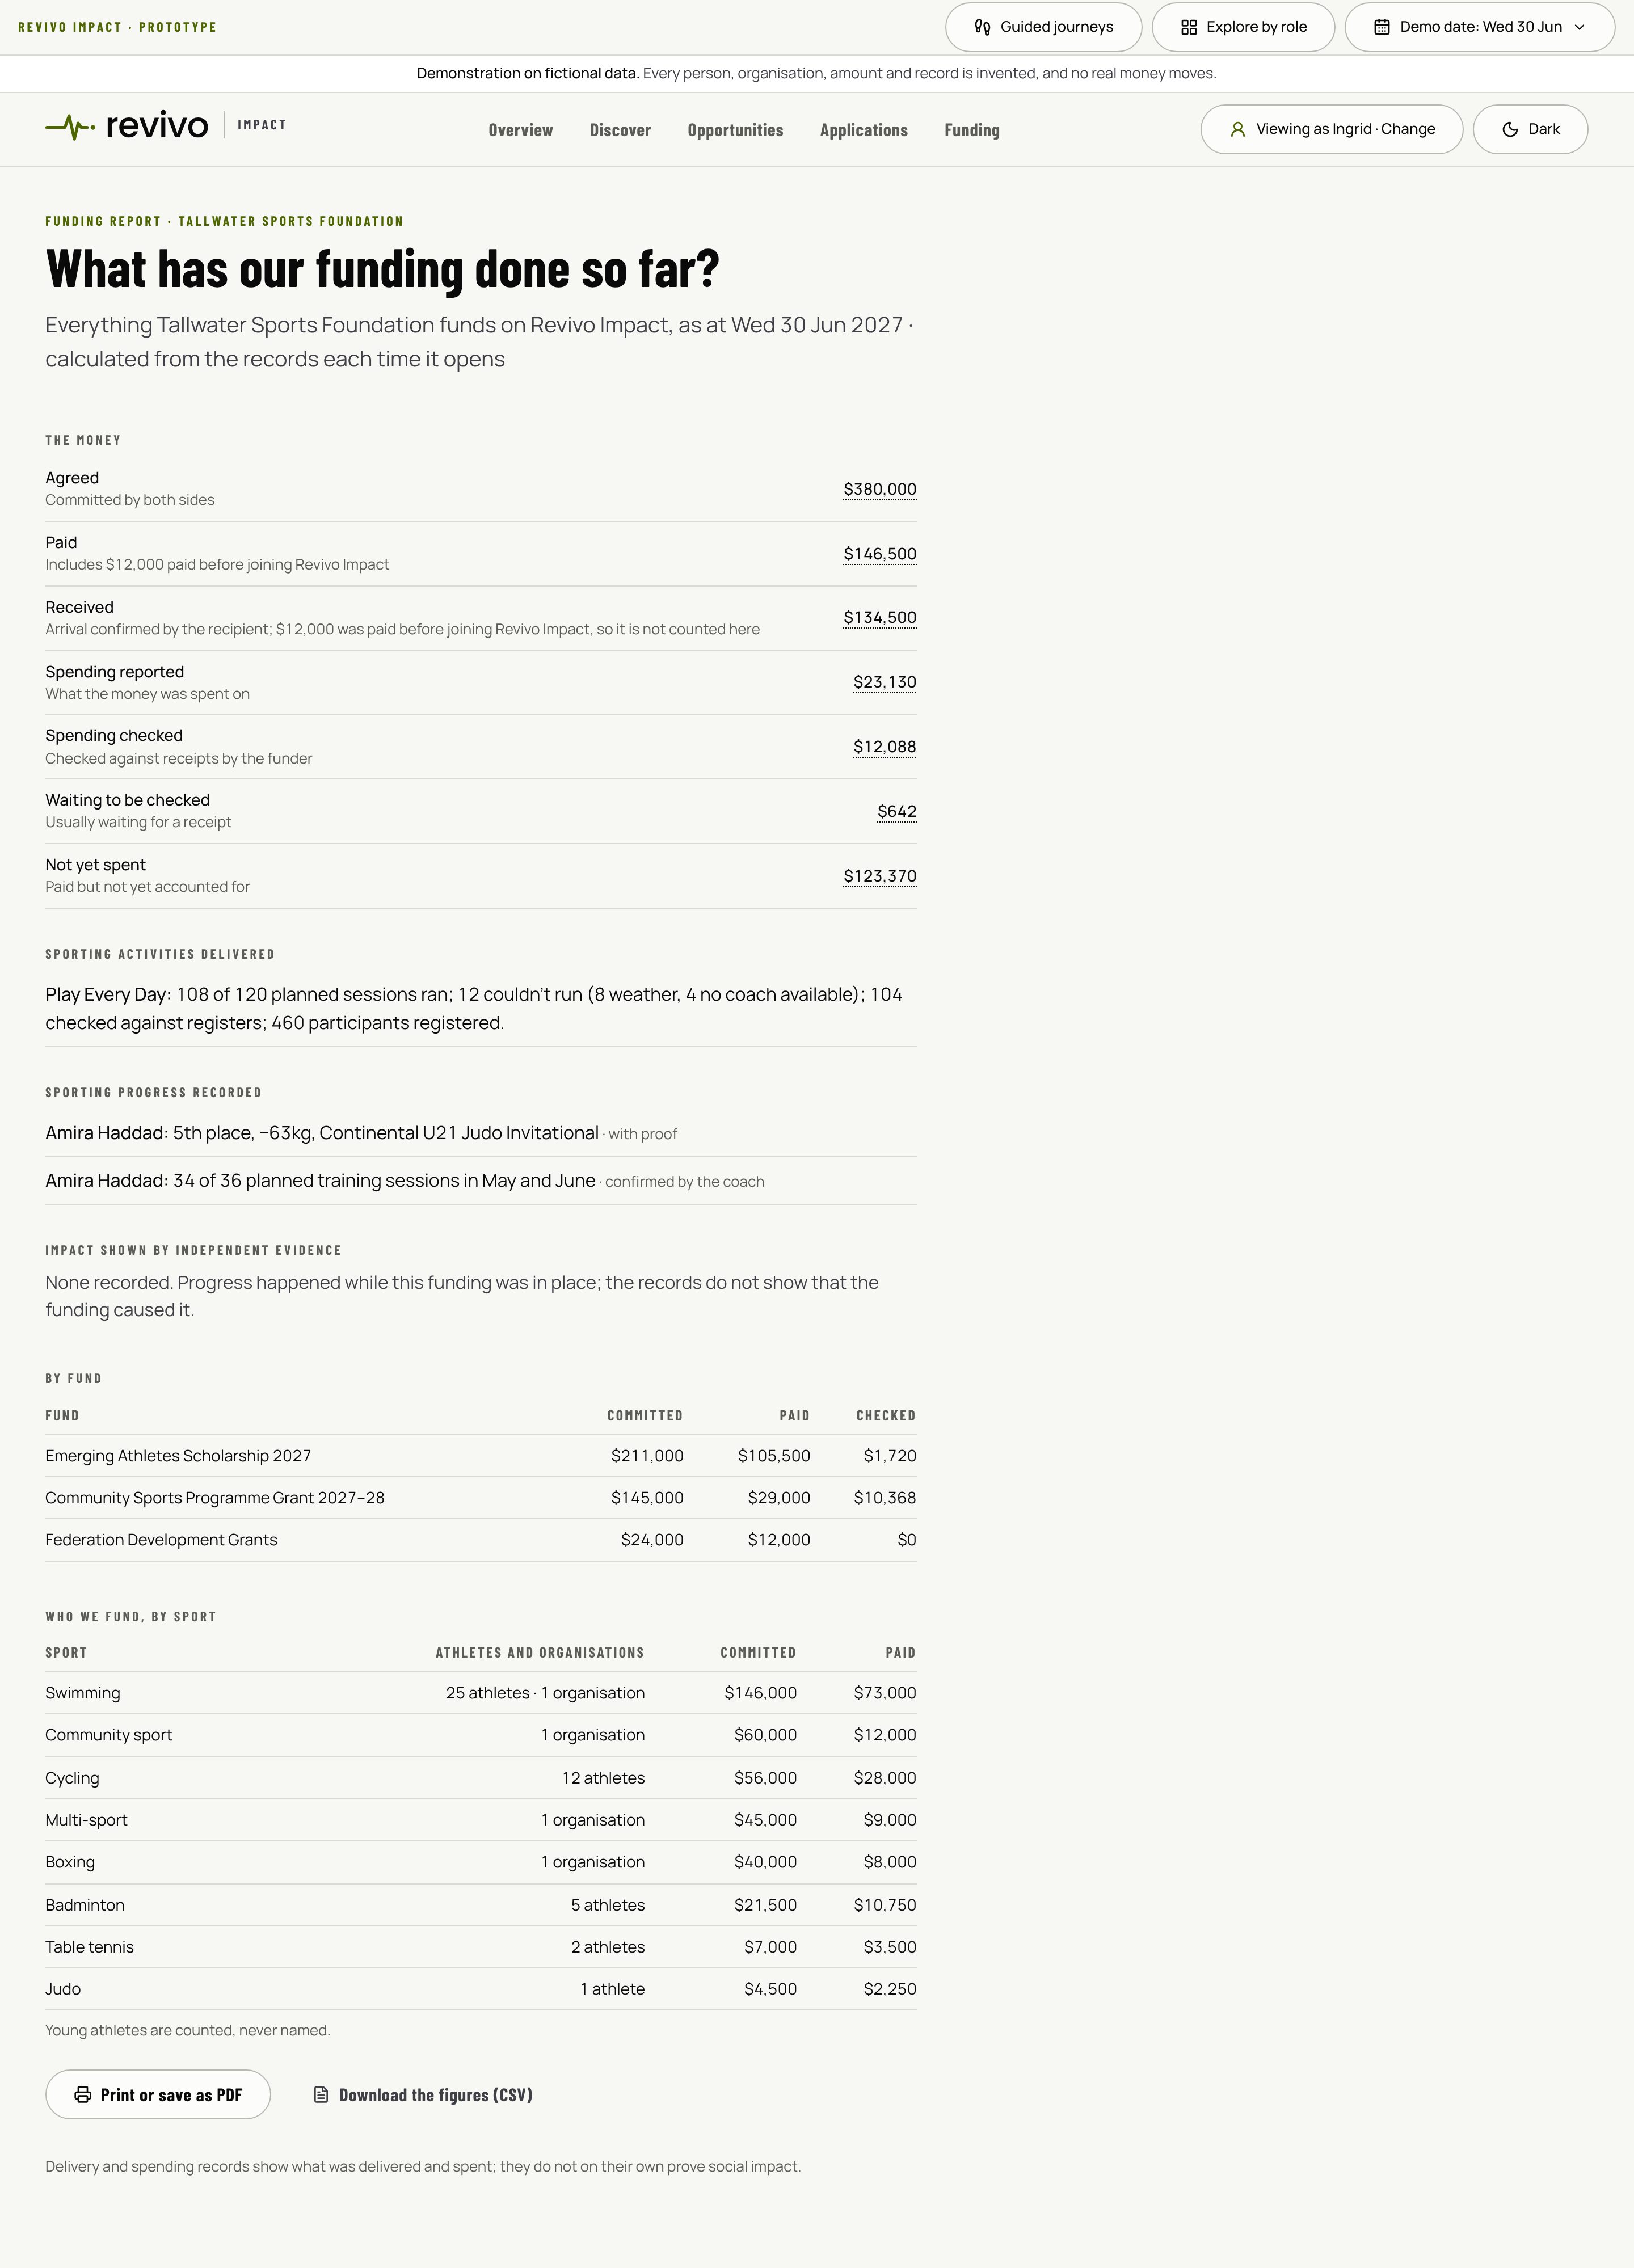 REVIVO IMPACT · PROTOTYPE
Guided journeys
Explore by role
Demo date: Wed 30 Jun
Demonstration on fictional data. Every person, organisation, amount and record is invented, and no real money moves.
revivo IMPACT
Overview
Discover
Opportunities
Applications
Funding
Viewing as Ingrid · Change
Dark
FUNDING REPORT · TALLWATER SPORTS FOUNDATION
What has our funding done so far?
Everything Tallwater Sports Foundation funds on Revivo Impact, as at Wed 30 Jun 2027 ·
calculated from the records each time it opens
THE MONEY
Agreed
Committed by both sides
$380,000
Paid
Includes $12,000 paid before joining Revivo Impact
$146,500
Received
Arrival confirmed by the recipient; $12,000 was paid before joining Revivo Impact, so it is not counted here
$134,500
Spending reported
What the money was spent on
$23,130
Spending checked
Checked against receipts by the funder
$12,088
Waiting to be checked
Usually waiting for a receipt
$642
Not yet spent
Paid but not yet accounted for
$123,370
SPORTING ACTIVITIES DELIVERED
Play Every Day: 108 of 120 planned sessions ran; 12 couldn't run (8 weather, 4 no coach available); 104
checked against registers; 460 participants registered.
SPORTING PROGRESS RECORDED
Amira Haddad: 5th place, −63kg, Continental U21 Judo Invitational · with proof
Amira Haddad: 34 of 36 planned training sessions in May and June · confirmed by the coach
IMPACT SHOWN BY INDEPENDENT EVIDENCE
None recorded. Progress happened while this funding was in place; the records do not show that the
funding caused it.
BY FUND
FUND COMMITTED PAID CHECKED
Emerging Athletes Scholarship 2027 $211,000 $105,500 $1,720
Community Sports Programme Grant 2027–28 $145,000 $29,000 $10,368
Federation Development Grants $24,000 $12,000 $0
WHO WE FUND, BY SPORT
SPORT ATHLETES AND ORGANISATIONS COMMITTED PAID
Swimming 25 athletes · 1 organisation $146,000 $73,000
Community sport 1 organisation $60,000 $12,000
Cycling 12 athletes $56,000 $28,000
Multi-sport 1 organisation $45,000 $9,000
Boxing 1 organisation $40,000 $8,000
Badminton 5 athletes $21,500 $10,750
Table tennis 2 athletes $7,000 $3,500
Judo 1 athlete $4,500 $2,250
Young athletes are counted, never named.
Print or save as PDF
Download the figures (CSV)
Delivery and spending records show what was delivered and spent; they do not on their own prove social impact.